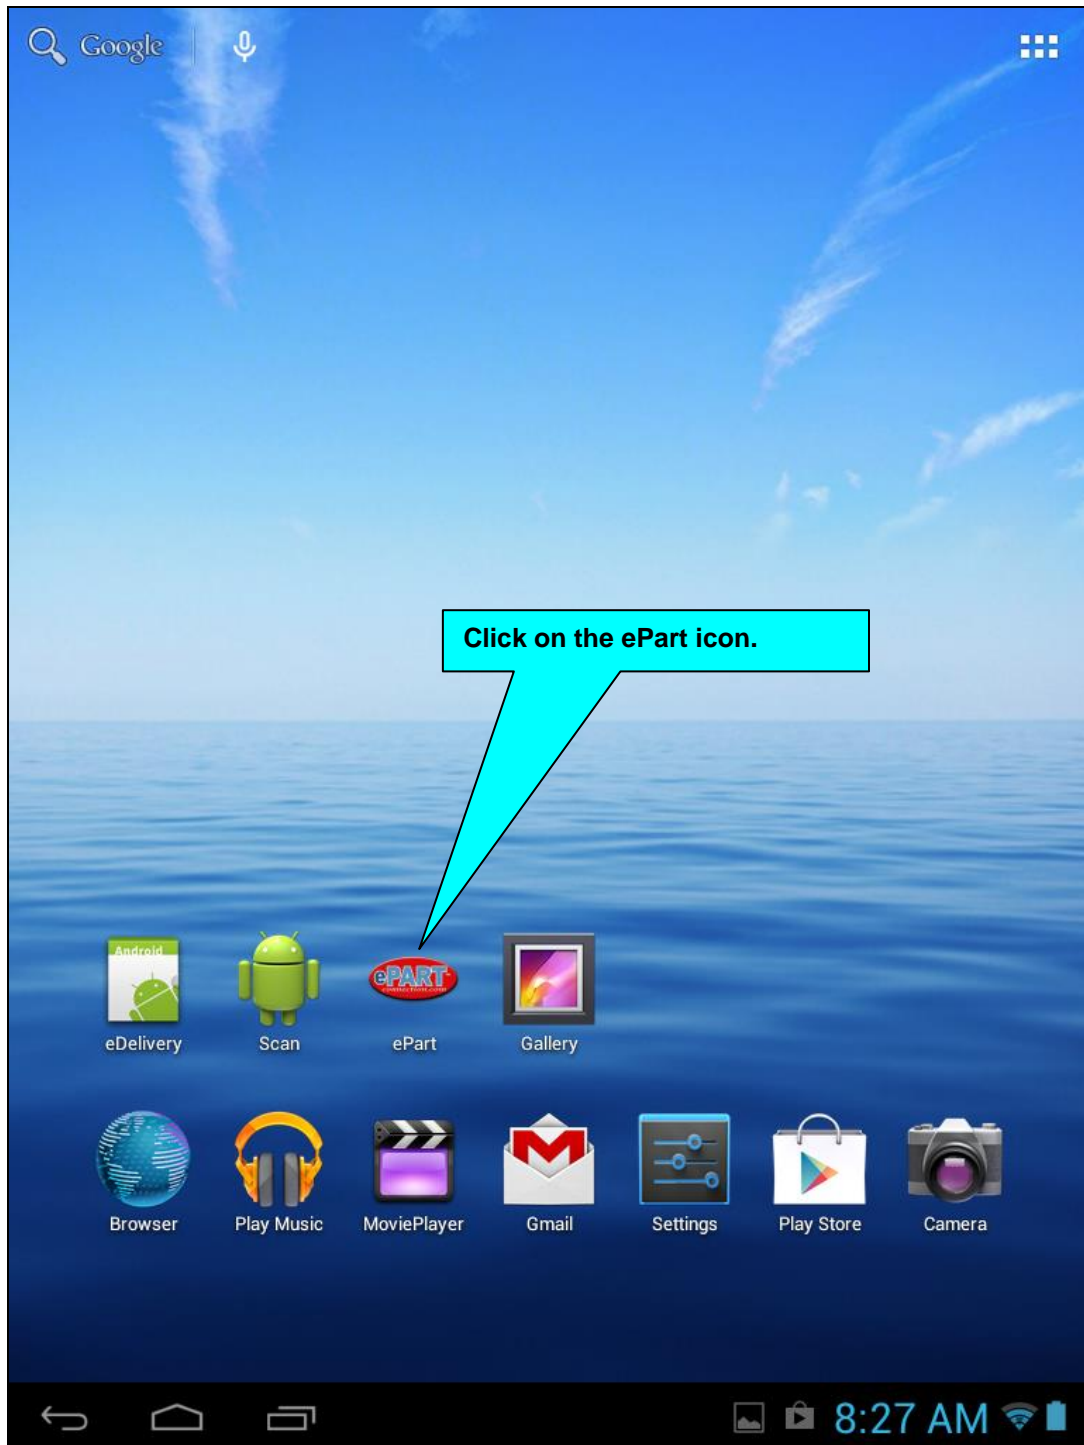 Google
Click on the ePart icon.
Android
ePART
eDelivery
Scan
ePart
Gallery
Browser
Play Music
MoviePlayer
Gmail
Settings
Play Store
Camera
8:27 AM